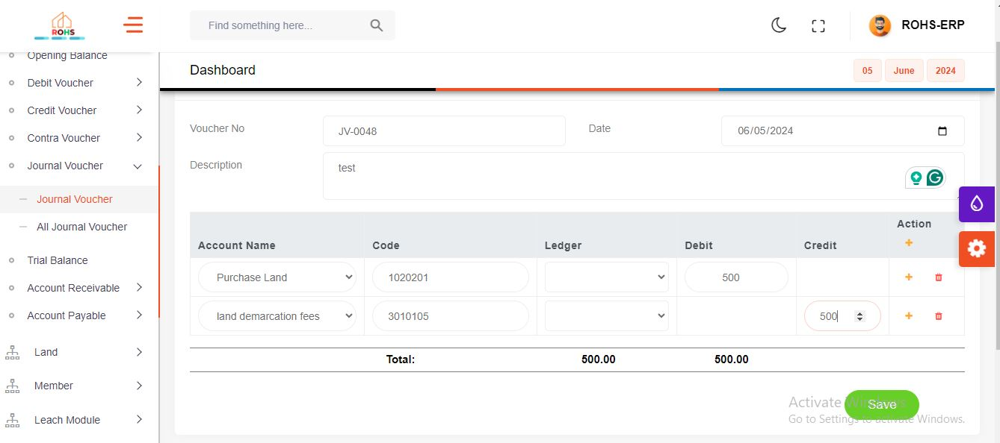 ROHS
Find something here...
ROHS-ERP
Opening Balance
Debit Voucher
Credit Voucher
Contra Voucher
Journal Voucher
Journal Voucher
All Journal Voucher
Trial Balance
Account Receivable
Account Payable
Land
Member
Leach Module
Dashboard
05 June 2024
Voucher No JV-0048 Date 06/05/2024
Description test
Account Name Code Ledger Debit Credit Action
Purchase Land 1020201 500
land demarcation fees 3010105 500
Total: 500.00 500.00
Save
Activate Windows
Go to Settings to activate Windows.